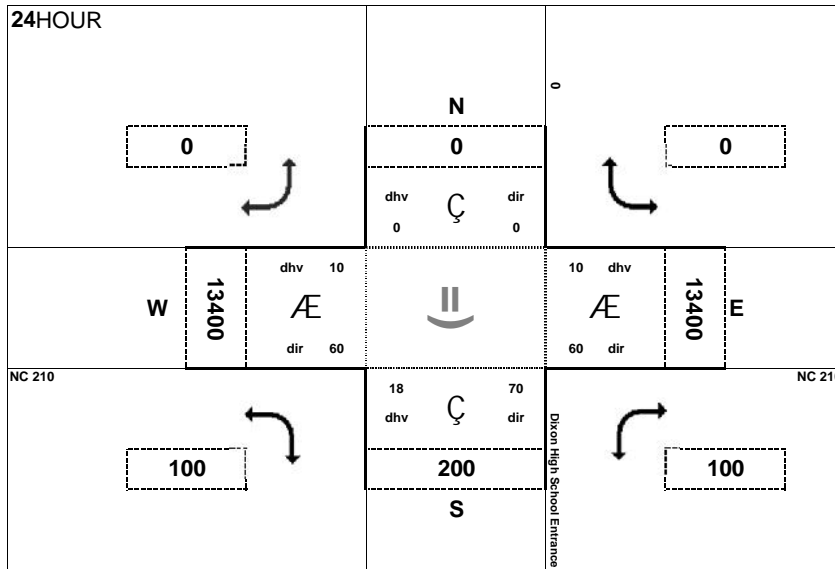 24HOUR
0
N
0
0
0
dhv
Ç
dir
0
0
W
13400
dhv 10
Æ
dir 60
10 dhv
Æ
60 dir
13400
E
NC 210
NC 210
18
Ç
70
dhv
dir
100
200
100
S
Dixon High School Entrance